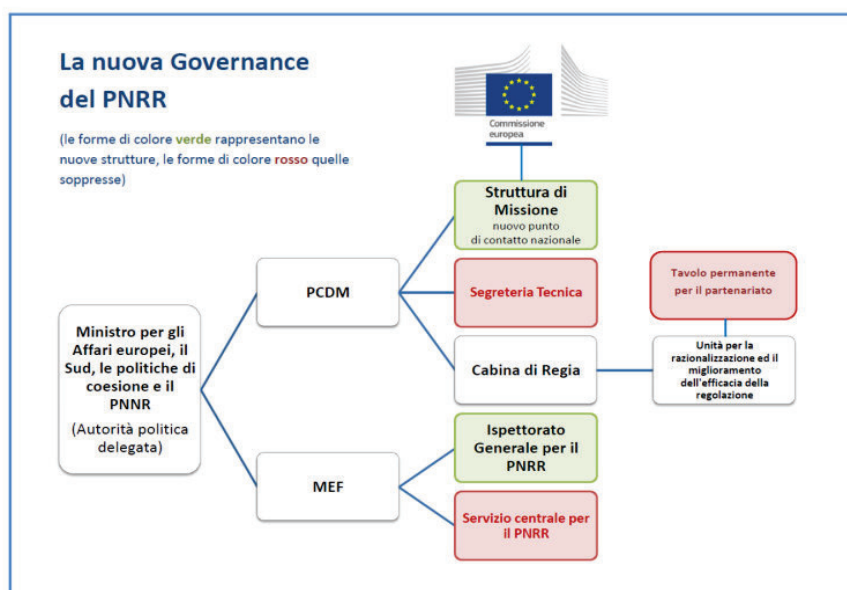 La nuova Governance
del PNRR
(le forme di colore verde rappresentano le
nuove strutture, le forme di colore rosso quelle
soppresse)
Commissione
europea
Struttura di
Missione
nuovo punto
di contatto nazionale
PCDM
Segreteria Tecnica
Tavolo permanente
per il partenariato
Ministro per gli
Affari europei, il
Sud, le politiche di
coesione e il
PNNR
(Autorità politica
delegata)
Cabina di Regia
Unità per la
razionalizzazione ed il
miglioramento
dell'efficacia della
regolazione
Ispettorato
Generale per il
PNRR
MEF
Servizio centrale per
il PNRR